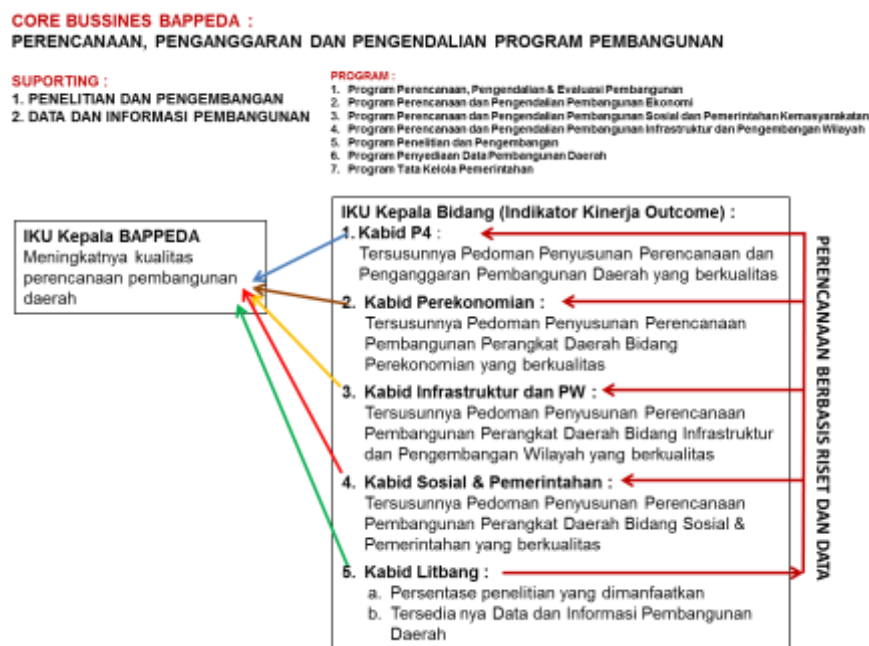 CORE BUSSINES BAPPEDA :
PERENCANAAN, PENGANGGARAN DAN PENGENDALIAN PROGRAM PEMBANGUNAN
SUPORTING :
1. PENELITIAN DAN PENGEMBANGAN
2. DATA DAN INFORMASI PEMBANGUNAN
PROGRAM :
1. Program Perencanaan, Pengendalian & Evaluasi Pembangunan
2. Program Perencanaan dan Pengendalian Pembangunan Ekonomi
3. Program Perencanaan dan Pengendalian Pembangunan Sosial dan Pemerintahan Kemasyarakatan
4. Program Perencanaan dan Pengendalian Pembangunan Infrastruktur dan Pengembangan Wilayah
5. Program Penelitian dan Pengembangan
6. Program Penyediaan Data Pembangunan Daerah
7. Program Tata Kelola Pemerintahan
IKU Kepala BAPPEDA
Meningkatnya kualitas
perencanaan pembangunan
daerah
IKU Kepala Bidang (Indikator Kinerja Outcome) :
1. Kabid P4 :
Tersusunnya Pedoman Penyusunan Perencanaan dan
Penganggaran Pembangunan Daerah yang berkualitas
2. Kabid Perekonomian :
Tersusunnya Pedoman Penyusunan Perencanaan
Pembangunan Perangkat Daerah Bidang
Perekonomian yang berkualitas
3. Kabid Infrastruktur dan PW :
Tersusunnya Pedoman Penyusunan Perencanaan
Pembangunan Perangkat Daerah Bidang Infrastruktur
dan Pengembangan Wilayah yang berkualitas
4. Kabid Sosial & Pemerintahan :
Tersusunnya Pedoman Penyusunan Perencanaan
Pembangunan Perangkat Daerah Bidang Sosial &
Pemerintahan yang berkualitas
5. Kabid Litbang :
a. Persentase penelitian yang dimanfaatkan
b. Tersedia nya Data dan Informasi Pembangunan
Daerah
PERENCANAAN BERBASIS RISET DAN DATA